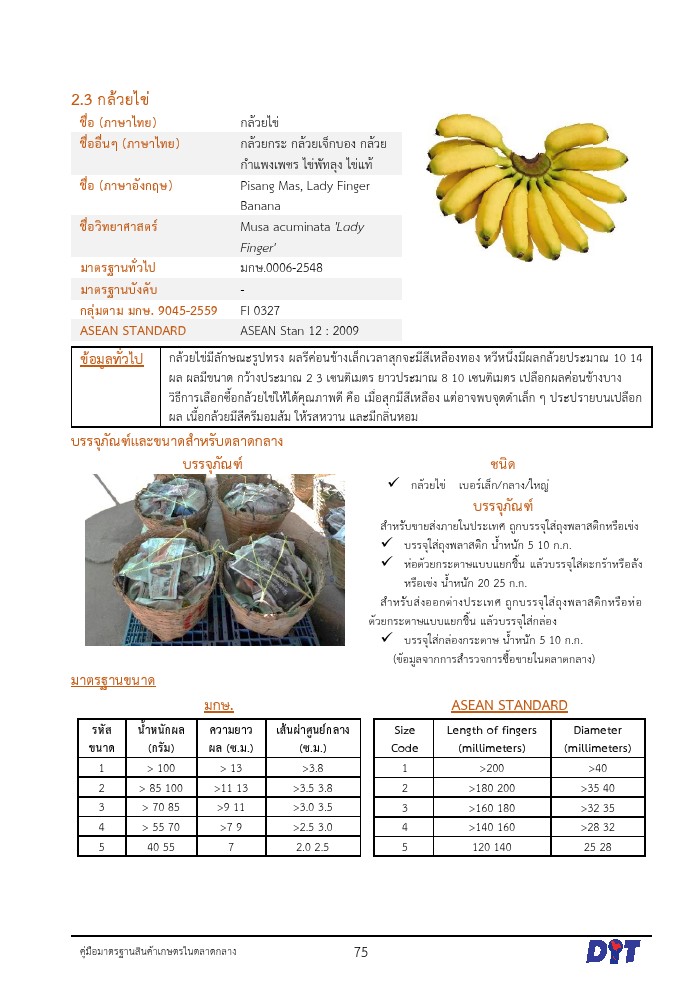 2.3 กล้วยไข่
ชื่อ (ภาษาไทย) กล้วยไข่
ชื่ออื่นๆ (ภาษาไทย) กล้วยกระ กล้วยเจ็กบอง กล้วย
กำแพงเพชร ไข่พัทลุง ไข่แท้
ชื่อ (ภาษาอังกฤษ) Pisang Mas, Lady Finger
Banana
ชื่อวิทยาศาสตร์ Musa acuminata 'Lady
Finger'
มาตรฐานทั่วไป มกษ.0006-2548
มาตรฐานบังคับ -
กลุ่มตาม มกษ. 9045-2559 FI 0327
ASEAN STANDARD ASEAN Stan 12 : 2009
ข้อมูลทั่วไป กล้วยไข่มีลักษณะรูปทรง ผลรีค่อนข้างเล็กเวลาสุกจะมีสีเหลืองทอง หวีหนึ่งมีผลกล้วยประมาณ 10 14
ผล ผลมีขนาด กว้างประมาณ 2 3 เซนติเมตร ยาวประมาณ 8 10 เซนติเมตร เปลือกผลค่อนข้างบาง
วิธีการเลือกซื้อกล้วยไข่ให้ได้คุณภาพดี คือ เมื่อสุกมีสีเหลือง แต่อาจพบจุดดำเล็ก ๆ ประปรายบนเปลือก
ผล เนื้อกล้วยมีสีครีมอมส้ม ให้รสหวาน และมีกลิ่นหอม
บรรจุภัณฑ์และขนาดสำหรับตลาดกลาง
บรรจุภัณฑ์
ชนิด
✓ กล้วยไข่ เบอร์เล็ก/กลาง/ใหญ่
บรรจุภัณฑ์
สำหรับขายส่งภายในประเทศ ถูกบรรจุใส่ถุงพลาสติกหรือเข่ง
✓ บรรจุใส่ถุงพลาสติก น้ำหนัก 5 10 ก.ก.
✓ ห่อด้วยกระดาษแบบแยกชิ้น แล้วบรรจุใส่ตะกร้าหรือลัง
หรือเข่ง น้ำหนัก 20 25 ก.ก.
สำหรับส่งออกต่างประเทศ ถูกบรรจุใส่ถุงพลาสติกหรือห่อ
ด้วยกระดาษแบบแยกชิ้น แล้วบรรจุใส่กล่อง
✓ บรรจุใส่กล่องกระดาษ น้ำหนัก 5 10 ก.ก.
(ข้อมูลจากการสำรวจการซื้อขายในตลาดกลาง)
มาตรฐานขนาด
มกษ.
รหัส น้ำหนักผล ความยาว เส้นผ่าศูนย์กลาง
ขนาด (กรัม) ผล (ซ.ม.) (ซ.ม.)
1 > 100 > 13 >3.8
2 > 85 100 >11 13 >3.5 3.8
3 > 70 85 >9 11 >3.0 3.5
4 > 55 70 >7 9 >2.5 3.0
5 40 55 7 2.0 2.5
ASEAN STANDARD
Size Length of fingers Diameter
Code (millimeters) (millimeters)
1 >200 >40
2 >180 200 >35 40
3 >160 180 >32 35
4 >140 160 >28 32
5 120 140 25 28
คู่มือมาตรฐานสินค้าเกษตรในตลาดกลาง 75 DIT